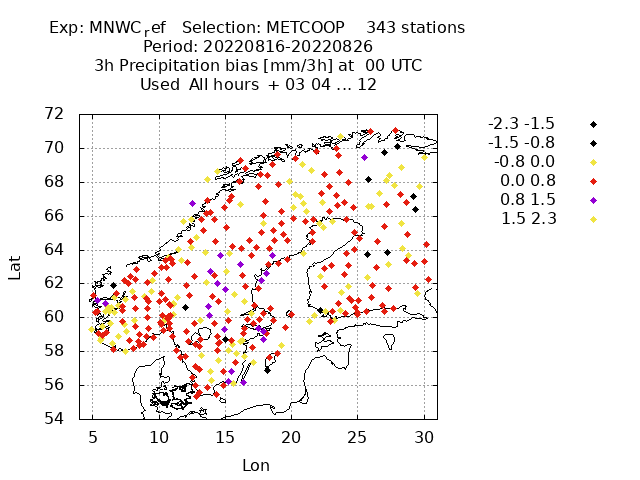 Exp: MNWC_ref   Selection: METCOOP    343 stations
Period: 20220816-20220826
3h Precipitation bias [mm/3h] at  00 UTC
Used  All hours  + 03 04 ... 12
-2.3 -1.5
-1.5 -0.8
-0.8 0.0
0.0 0.8
0.8 1.5
1.5 2.3
72
70
68
66
64
62
60
58
56
54
Lat
5 10 15 20 25 30
Lon